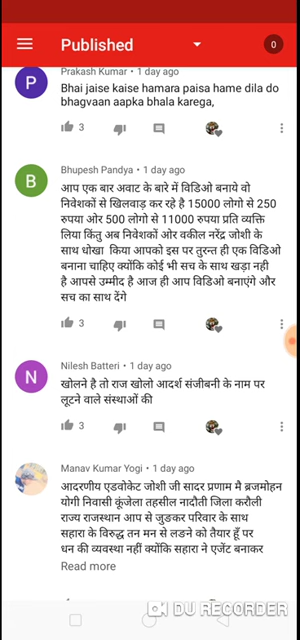 Published
0
P
Prakash Kumar • 1 day ago
Bhai jaise kaise hamara paisa hame dila do
bhagvaan aapka bhala karega,
3
B
Bhupesh Pandya • 1 day ago
आप एक बार अवाट के बारे में विडिओ बनाये वो
निवेशकों से खिलवाड़ कर रहे है 15000 लोगो से 250
रुपया ओर 500 लोगो से 11000 रुपया प्रति व्यक्ति
लिया किंतु अब निवेशकों ओर वकील नरेंद्र जोशी के
साथ धोखा किया आपको इस पर तुरन्त ही एक विडिओ
बनाना चाहिए क्योंकि कोई भी सच के साथ खड़ा नही
है आपसे उम्मीद है आज ही आप विडिओ बनाएंगे और
सच का साथ देंगे
3
N
Nilesh Batteri • 1 day ago
खोलने है तो राज खोलो आदर्श संजीबनी के नाम पर
लूटने वाले संस्थाओं की
3
Manav Kumar Yogi • 1 day ago
आदरणीय एडवोकेट जोशी जी सादर प्रणाम मै ब्रजमोहन
योगी निवासी कूंजेला तहसील नादौती जिला करौली
राज्य राजस्थान आप से जुङकर परिवार के साथ
सहारा के विरुद्ध तन मन से लङने को तैयार हूँ पर
धन की व्यवस्था नहीं क्योंकि सहारा ने एजेंट बनाकर
Read more
DU RECORDER